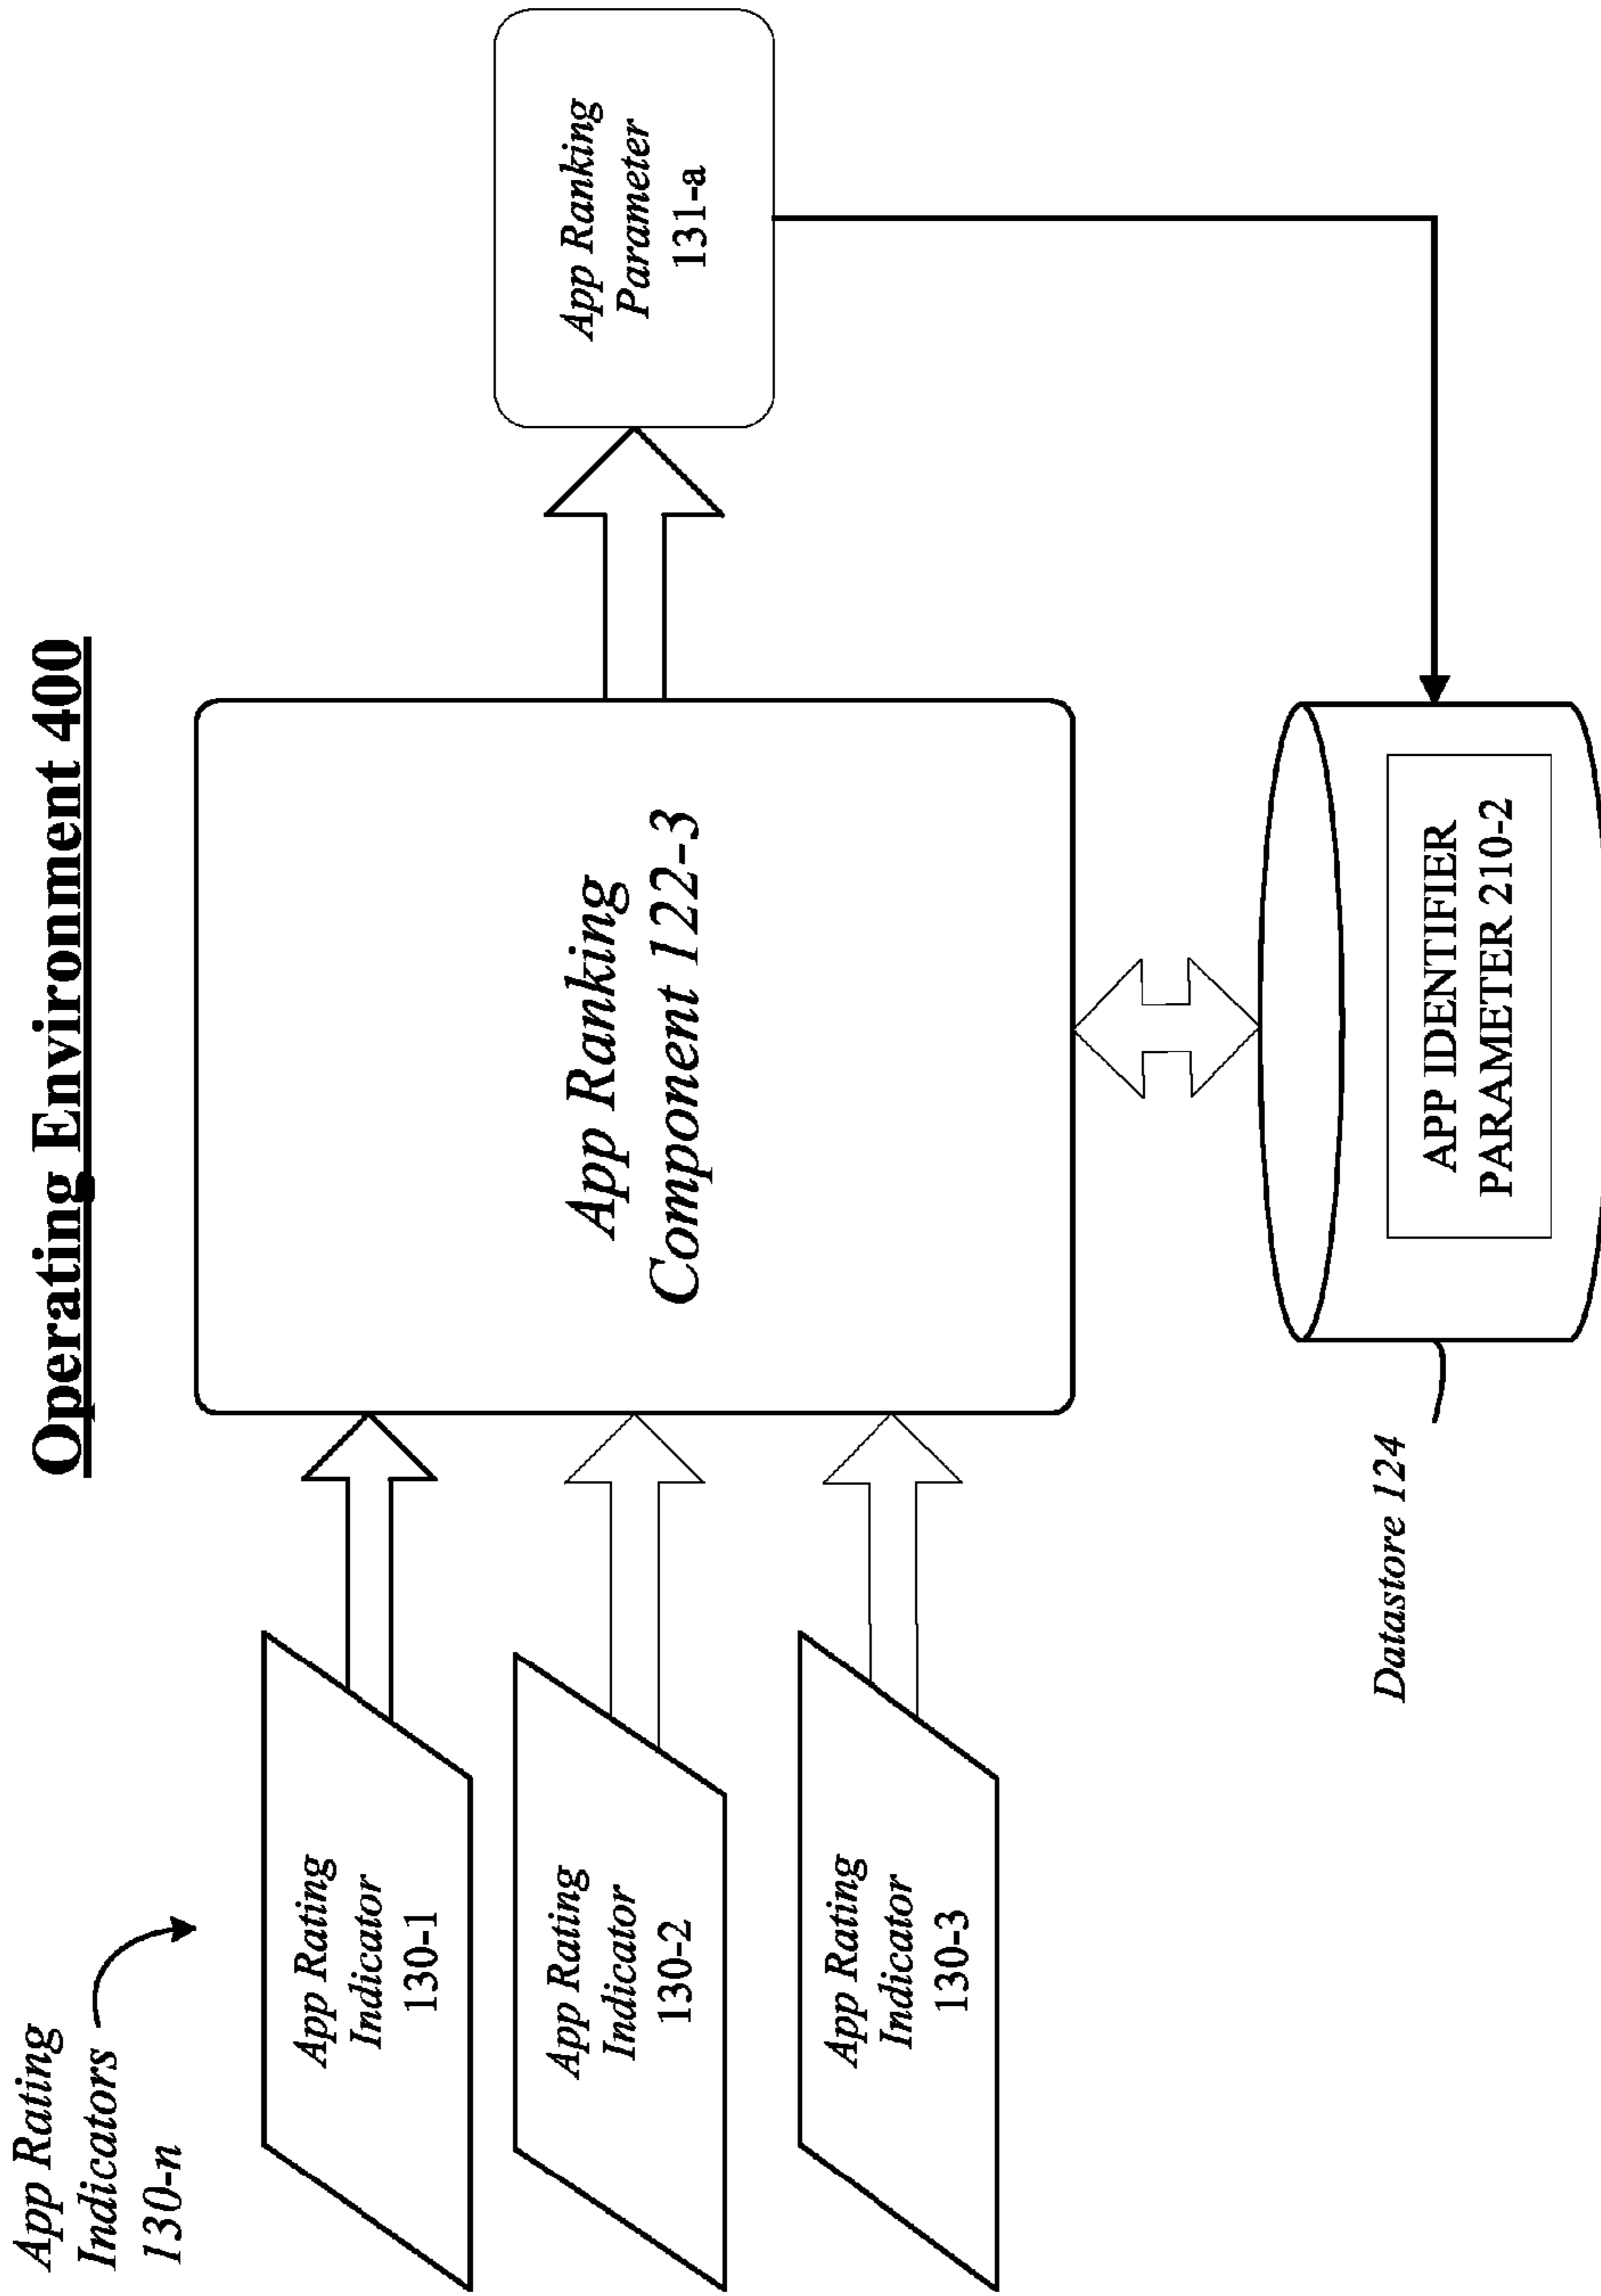 Operating Environment 400
App Rating
Indicators
130-n
App Rating
Indicator
130-1
App Rating
Indicator
130-2
App Rating
Indicator
130-3
App Ranking
Component 122-3
App Ranking
Parameter
131-a
Datastore 124
APP IDENTIFIER
PARAMETER 210-2